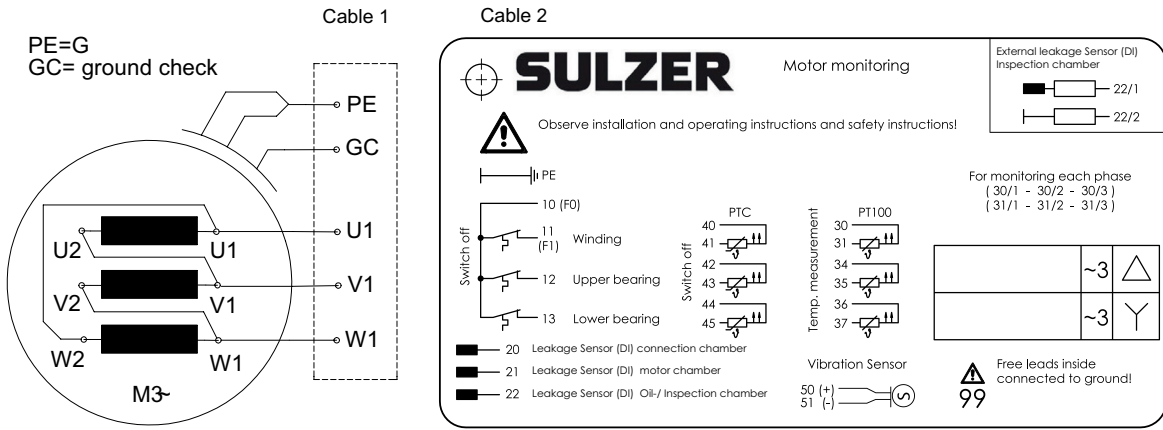 Cable 1
Cable 2
PE=G
GC= ground check
PE
GC
U1
V1
W1
U2
U1
V2
V1
W2
W1
M3~
SULZER
Motor monitoring
External leakage Sensor (DI)
Inspection chamber
22/1
22/2
Observe installation and operating instructions and safety instructions!
PE
For monitoring each phase
( 30/1 - 30/2 - 30/3 )
( 31/1 - 31/2 - 31/3 )
Switch off
10 (F0)
11
(F1)
Winding
12 Upper bearing
13 Lower bearing
Switch off
PTC
40
41
42
43
44
45
Temp. measurement
PT100
30
31
34
35
36
37
~3
~3
20 Leakage Sensor (DI) connection chamber
21 Leakage Sensor (DI) motor chamber
22 Leakage Sensor (DI) Oil-/ Inspection chamber
Vibration Sensor
50 (+)
51 (-)
S
Free leads inside
connected to ground!
99